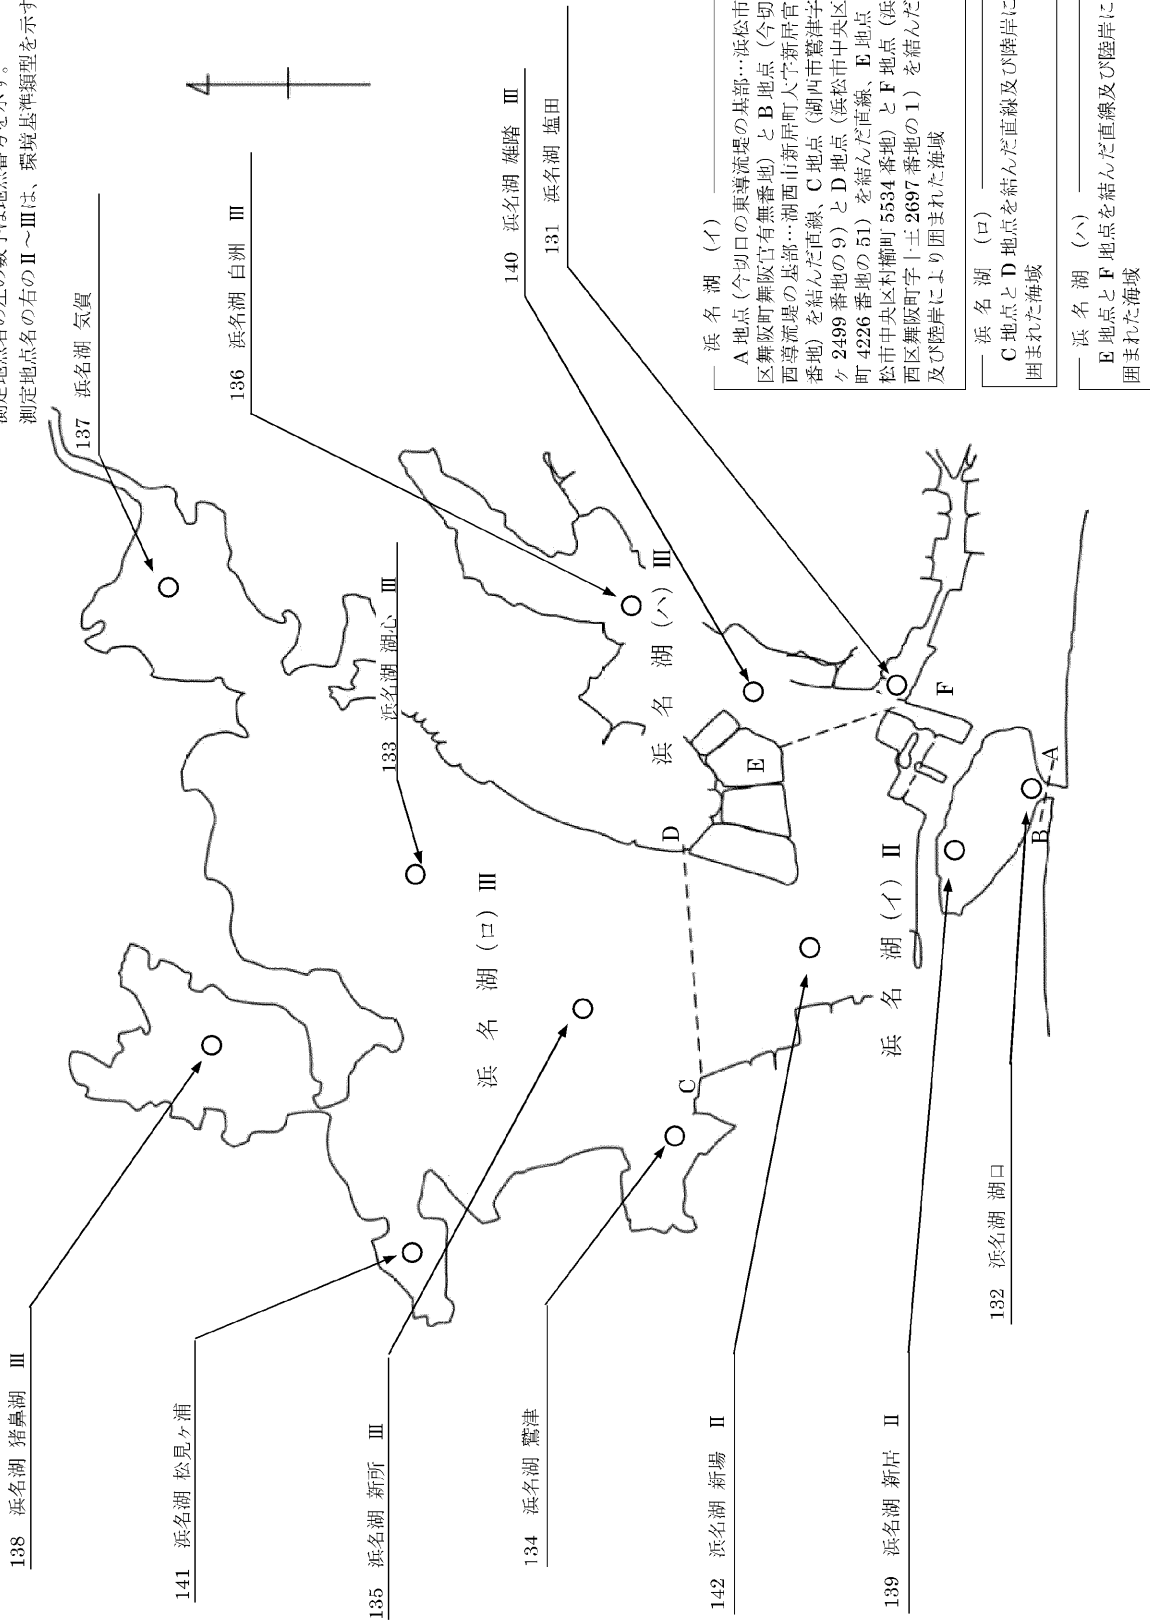 測定地点名の左の数字は地点番号を示す。
測定地点名の右のⅡ～Ⅲは、環境基準類型を示す
138 浜名湖 猪鼻湖 Ⅲ
141 浜名湖 松見ヶ浦
135 浜名湖 新所 Ⅲ
134 浜名湖 鷲津
142 浜名湖 新場 Ⅱ
139 浜名湖 新居 Ⅱ
132 浜名湖 湖口
137 浜名湖 気賀
136 浜名湖 白洲 Ⅲ
133 浜名湖 湖心 Ⅲ
140 浜名湖 雄踏 Ⅲ
131 浜名湖 塩田
浜 名 湖（ロ）Ⅲ
浜 名 湖（ハ）Ⅲ
浜 名 湖（イ）Ⅱ
C
D
E
F
B
A
浜 名 湖 （イ）
A 地点（今切口の東導流堤の基部…浜松市
区舞阪町舞阪官有無番地）と B 地点（今切
西導流堤の基部…湖西市新居町大字新居官
番地）を結んだ直線、C 地点（湖西市鷲津字
ヶ 2499 番地の 9）と D 地点（浜松市中央区
町 4226 番地の 51）を結んだ直線、E 地点
松市中央区村櫛町 5534 番地）と F 地点（浜
西区舞阪町字十王 2697 番地の 1）を結んだ
及び陸岸により囲まれた海域
浜 名 湖 （ロ）
C 地点と D 地点を結んだ直線及び陸岸に
囲まれた海域
浜 名 湖 （ハ）
E 地点と F 地点を結んだ直線及び陸岸に
囲まれた海域